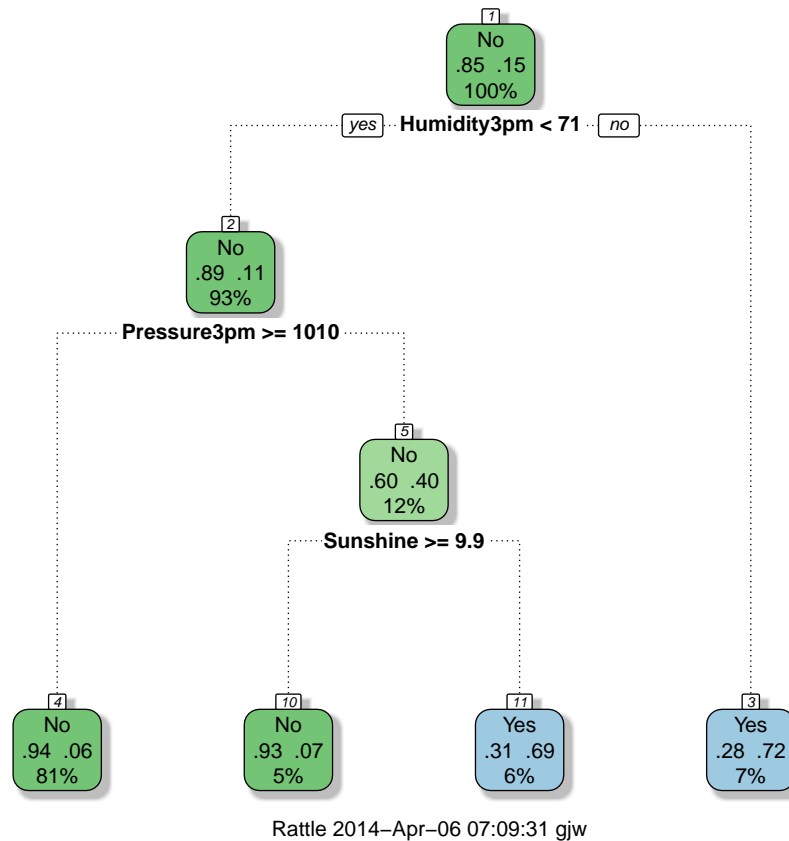 1
No
.85 .15
100%
yes Humidity3pm < 71 no
2
No
.89 .11
93%
Pressure3pm >= 1010
5
No
.60 .40
12%
Sunshine >= 9.9
4
No
.94 .06
81%
10
No
.93 .07
5%
11
Yes
.31 .69
6%
3
Yes
.28 .72
7%
Rattle 2014−Apr−06 07:09:31 gjw